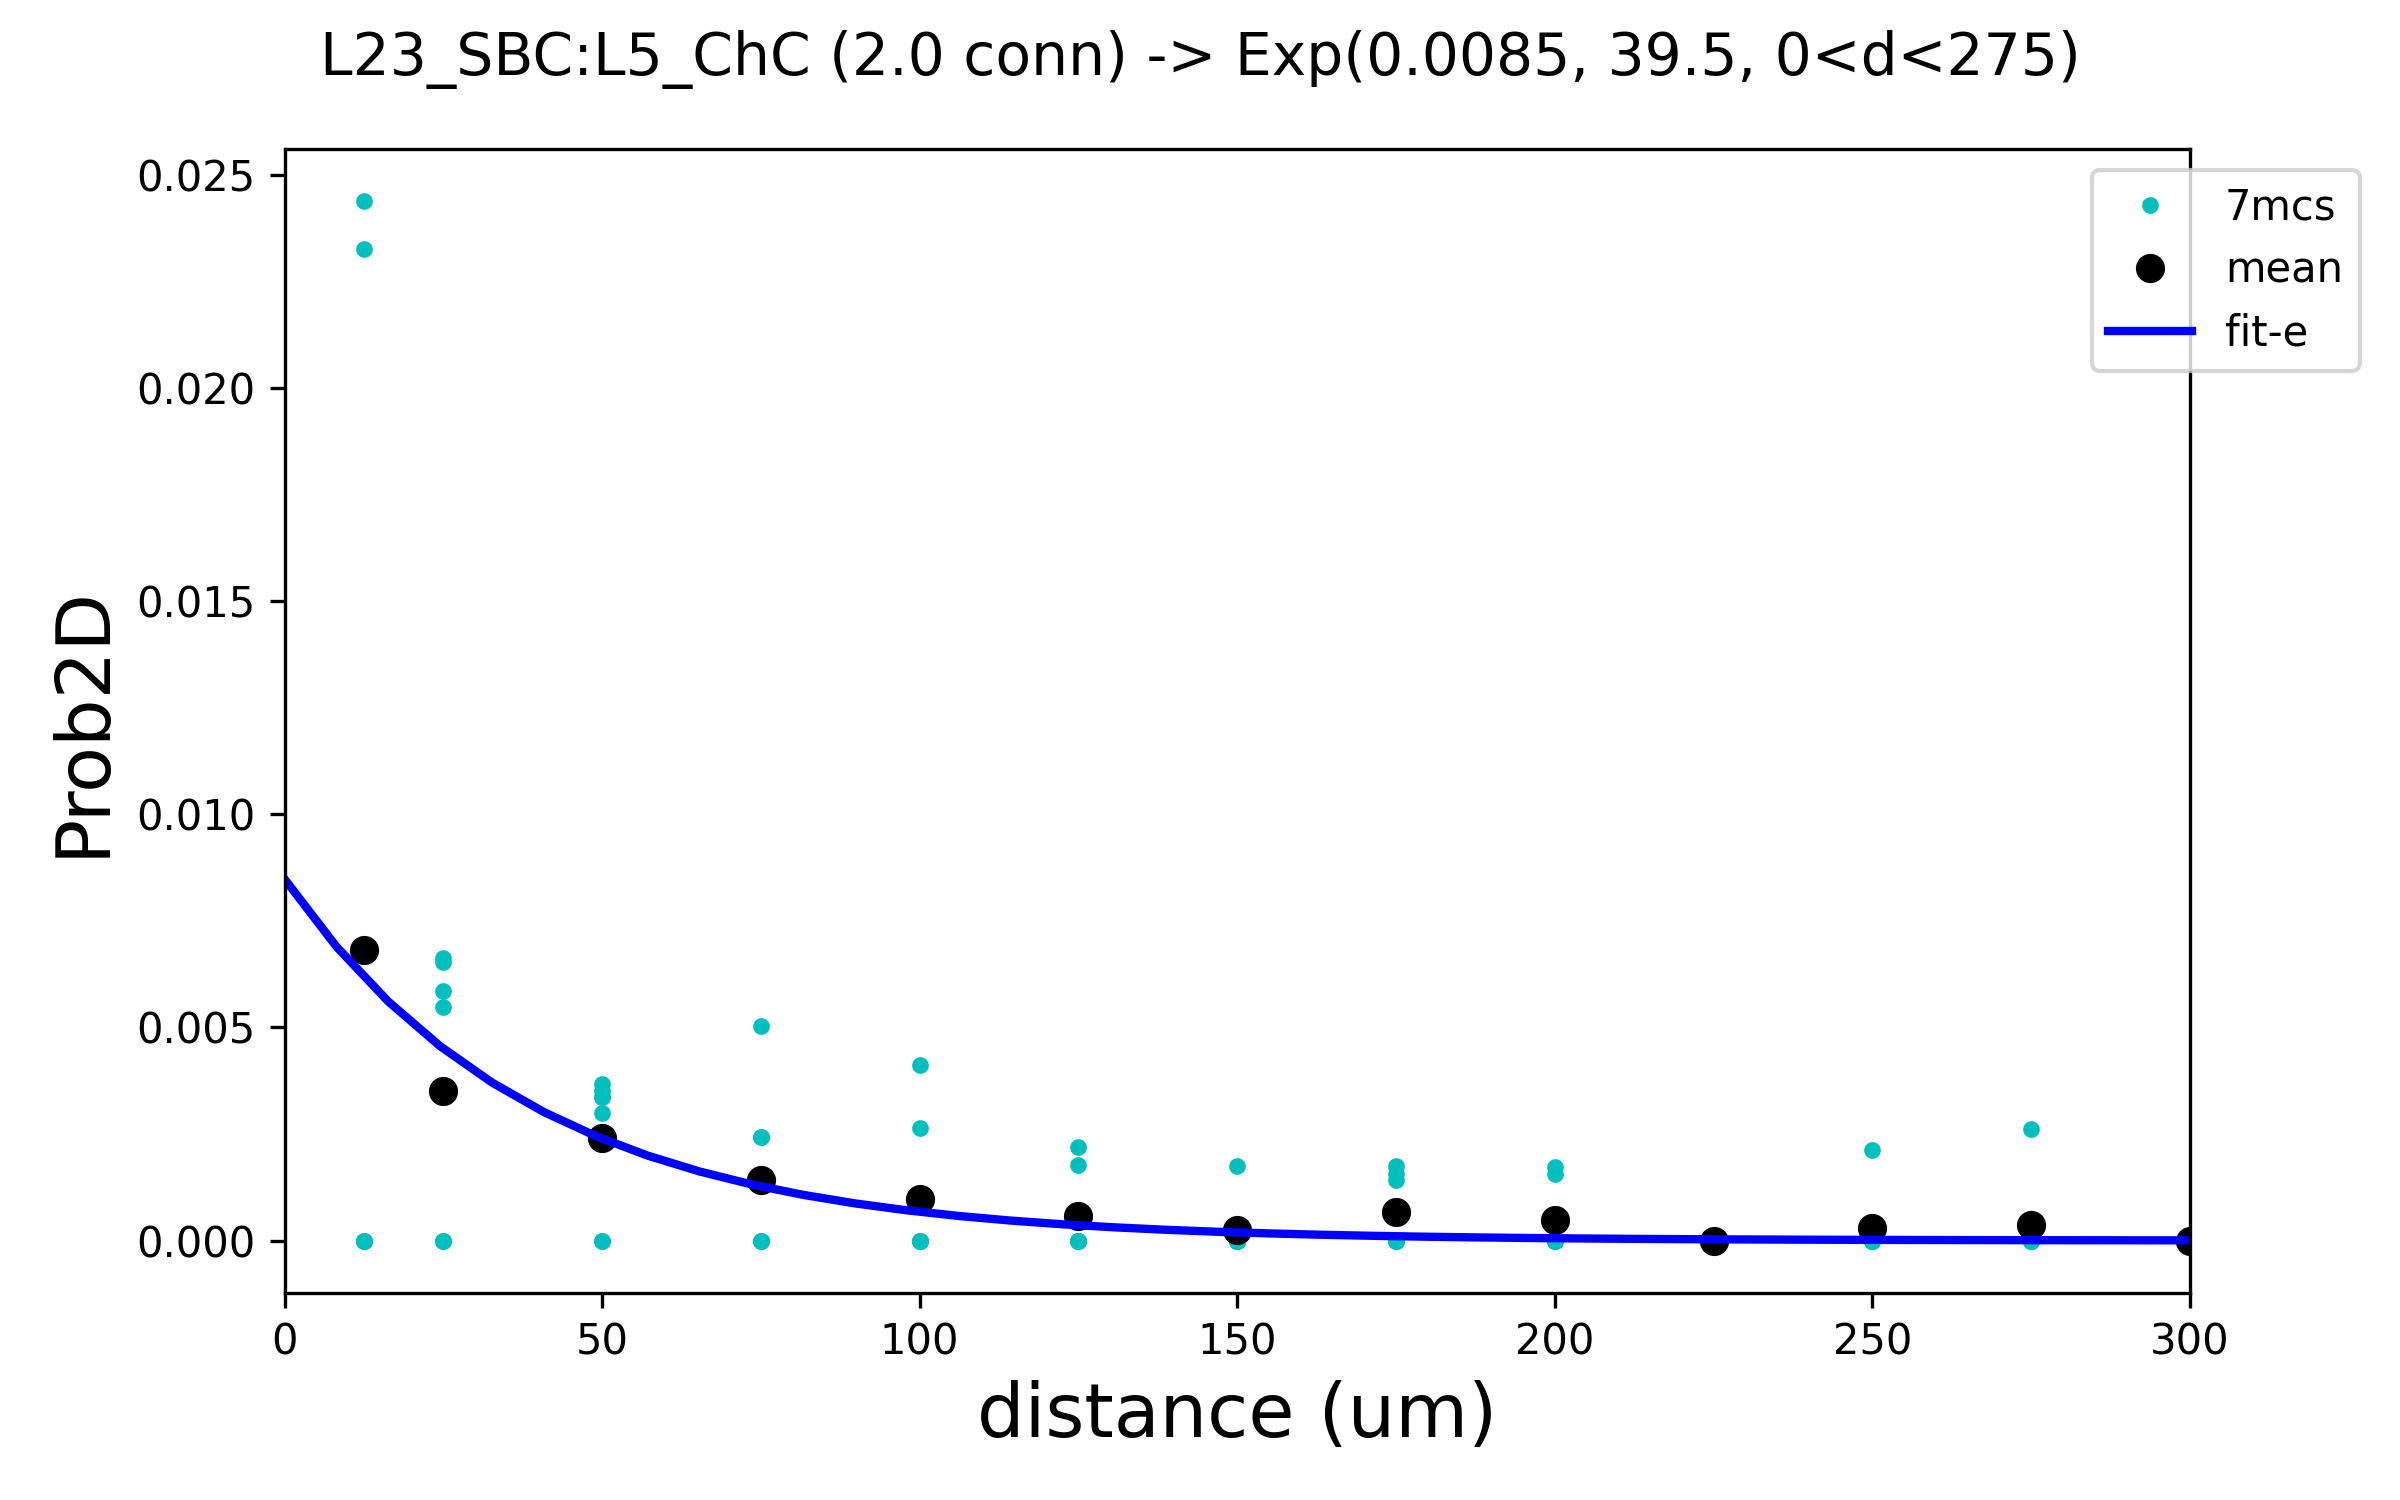 L23_SBC:L5_ChC (2.0 conn) -> Exp(0.0085, 39.5, 0<d<275)
7mcs
mean
fit-e
Prob2D
0.025
0.020
0.015
0.010
0.005
0.000
0 50 100 150 200 250 300
distance (um)